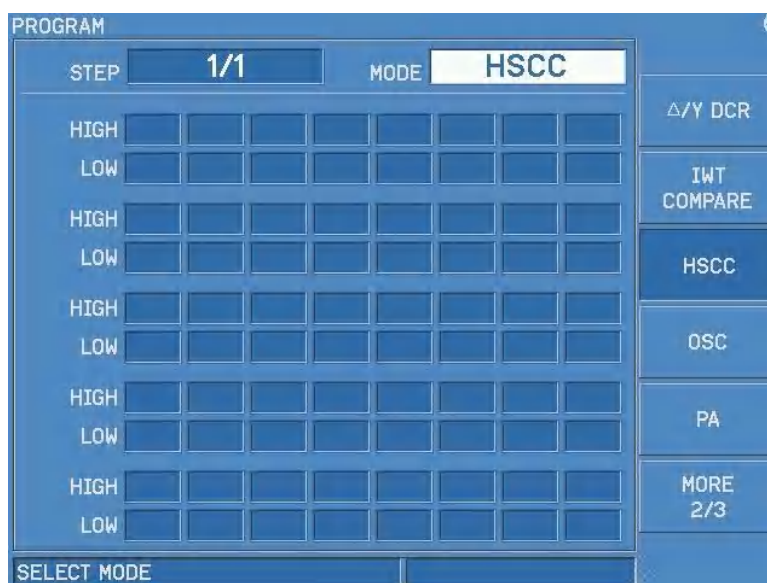 PROGRAM
STEP 1/1 MODE HSCC
HIGH
LOW
HIGH
LOW
HIGH
LOW
HIGH
LOW
HIGH
LOW
△/Y DCR
IWT
COMPARE
HSCC
OSC
PA
MORE
2/3
SELECT MODE